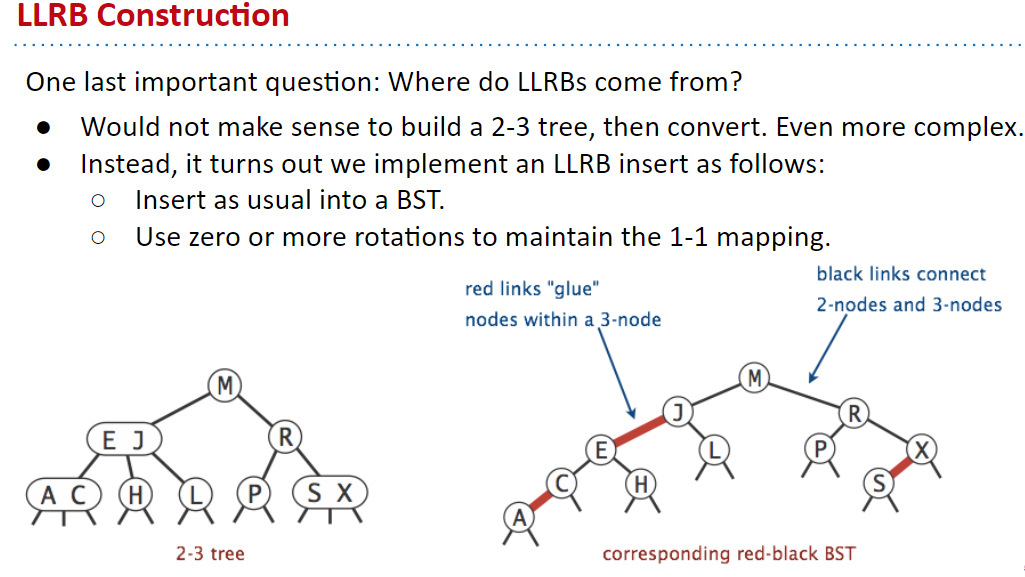 LLRB Construction
One last important question: Where do LLRBs come from?
● Would not make sense to build a 2-3 tree, then convert. Even more complex.
● Instead, it turns out we implement an LLRB insert as follows:
○ Insert as usual into a BST.
○ Use zero or more rotations to maintain the 1-1 mapping.
red links "glue"
nodes within a 3-node
black links connect
2-nodes and 3-nodes
M
E J
R
A C
H
L
P
S X
2-3 tree
M
J
R
E
L
P
X
C
H
S
A
corresponding red-black BST